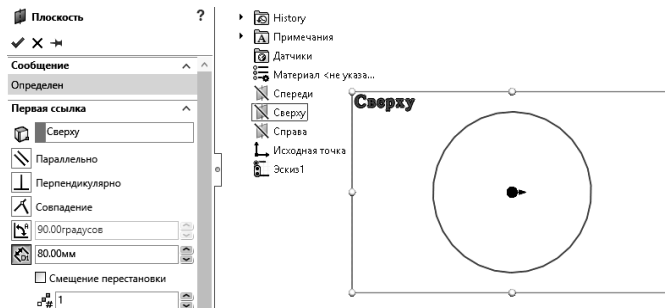 Плоскость
?
Сообщение
Определен
Первая ссылка
Сверху
Параллельно
Перпендикулярно
Совпадение
90.00градусов
80.00мм
Смещение перестановки
# 1
History
Примечания
Датчики
Материал <не указа...
Спереди
Сверху
Справа
Исходная точка
Эскиз1
Сверху